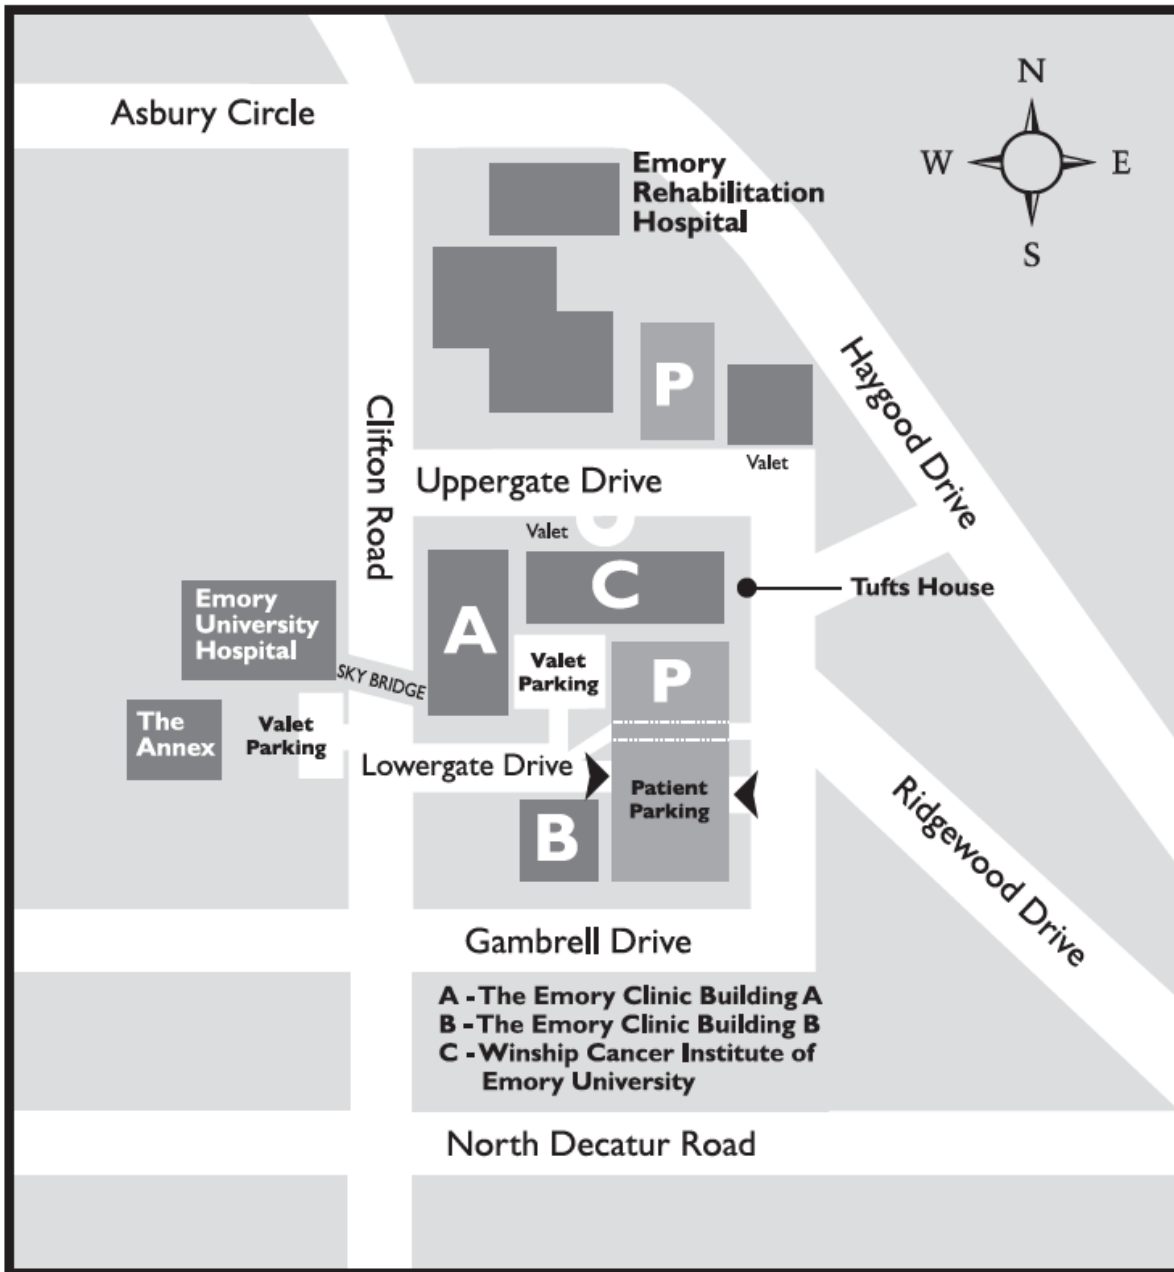 N
Asbury Circle
W
E
Emory
Rehabilitation
Hospital
S
P
Haygood Drive
Clifton Road
Valet
Uppergate Drive
Valet
C
Tufts House
Emory
University
Hospital
A
SKY BRIDGE
Valet
Parking
P
The
Annex
Valet
Parking
Lowergate Drive
Patient
Parking
B
Ridgewood Drive
Gambrell Drive
A - The Emory Clinic Building A
B - The Emory Clinic Building B
C - Winship Cancer Institute of
Emory University
North Decatur Road